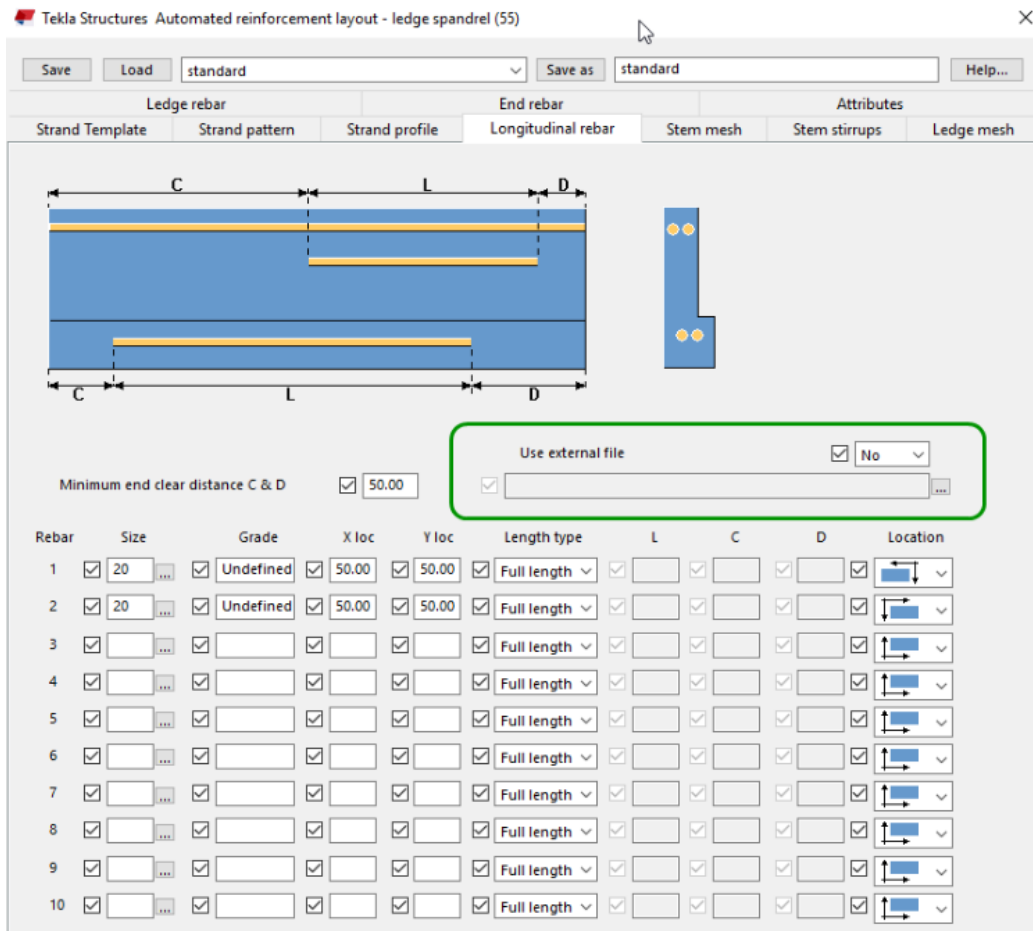 Tekla Structures Automated reinforcement layout - ledge spandrel (55)
Save Load standard Save as standard Help...
Ledge rebar End rebar Attributes
Strand Template Strand pattern Strand profile Longitudinal rebar Stem mesh Stem stirrups Ledge mesh
C L D
C L D
Use external file No
Minimum end clear distance C & D 50.00 ...
Rebar Size Grade X loc Y loc Length type L C D Location
1 20 ... Undefined 50.00 50.00 Full length
2 20 ... Undefined 50.00 50.00 Full length
3 ... Full length
4 ... Full length
5 ... Full length
6 ... Full length
7 ... Full length
8 ... Full length
9 ... Full length
10 ... Full length